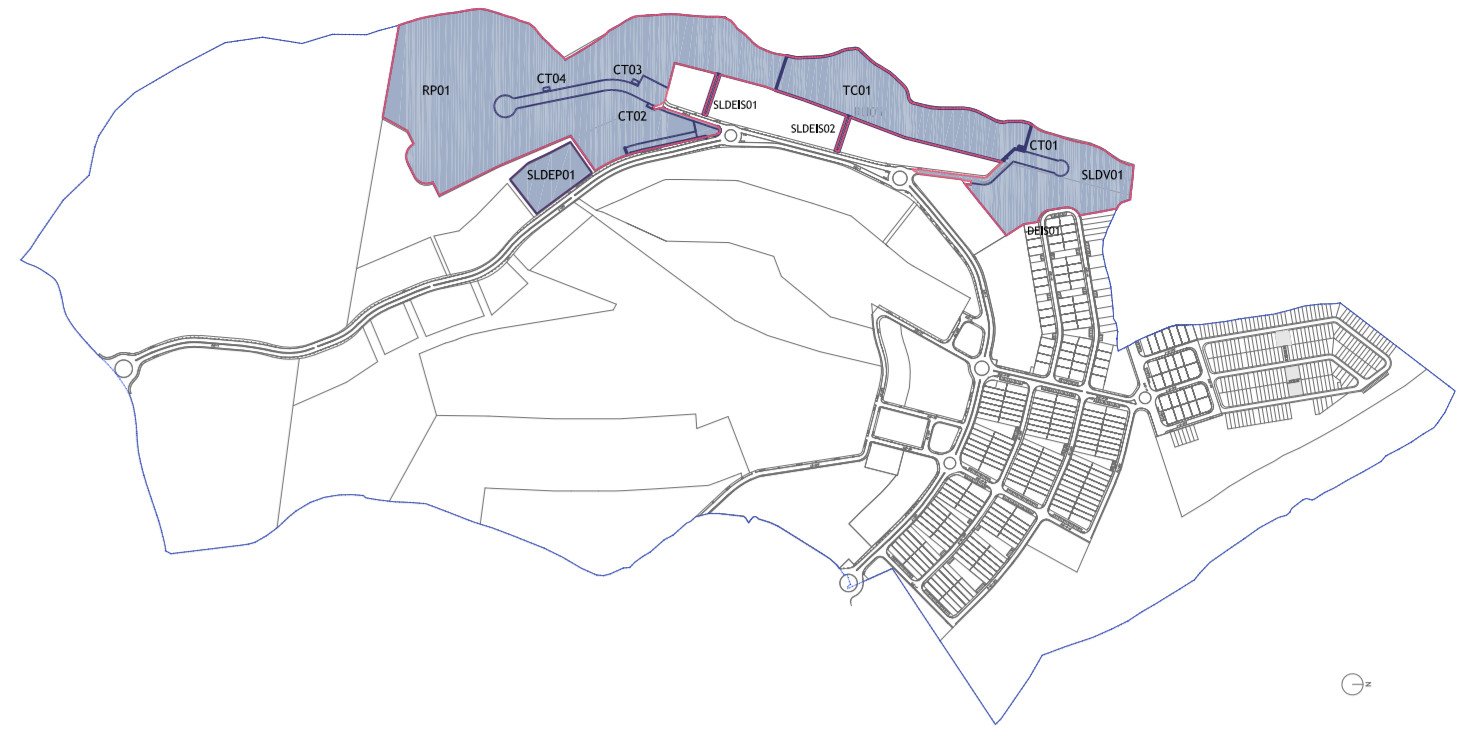 CT03
CT04
RP01
TC01
SLDEIS01
CT02
SLDEIS02
CT01
SLDEP01
SLDV01
DEIS01
N